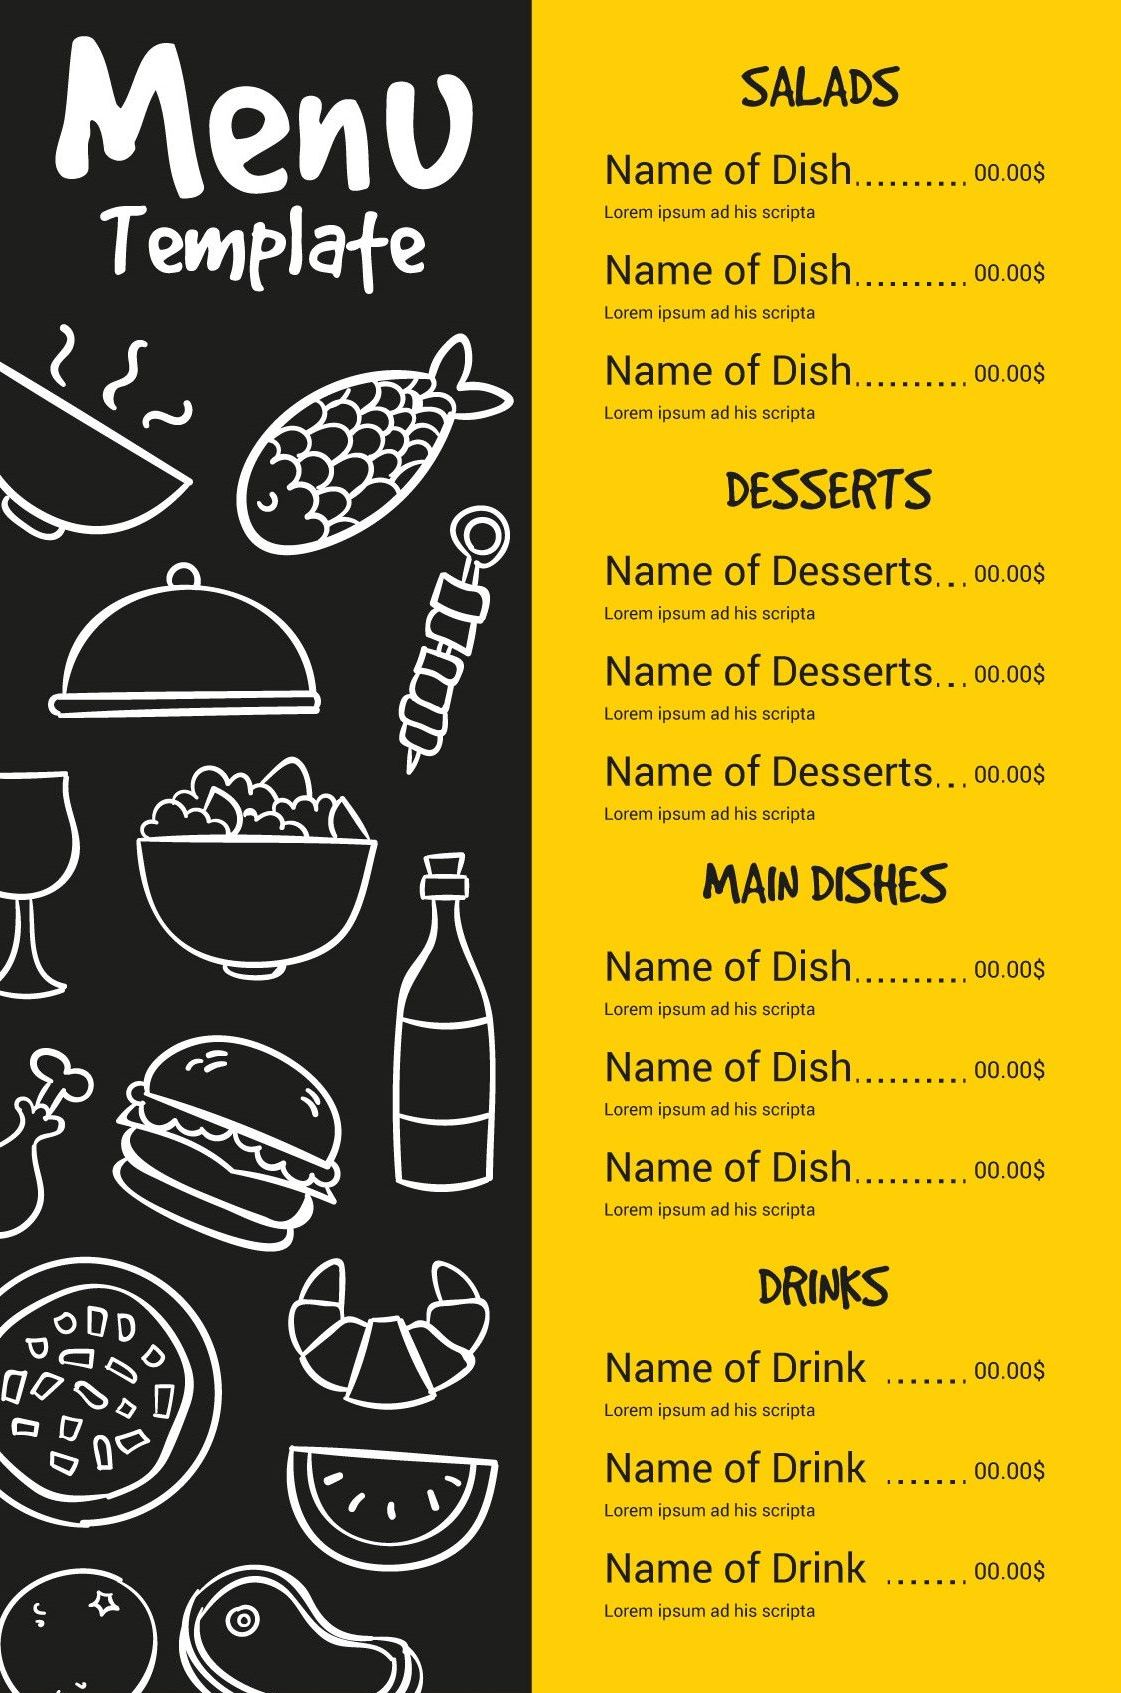 Menu
Template
SALADS
Name of Dish.......... 00.00$
Lorem ipsum ad his scripta
Name of Dish.......... 00.00$
Lorem ipsum ad his scripta
Name of Dish.......... 00.00$
Lorem ipsum ad his scripta
DESSERTS
Name of Desserts... 00.00$
Lorem ipsum ad his scripta
Name of Desserts... 00.00$
Lorem ipsum ad his scripta
Name of Desserts... 00.00$
Lorem ipsum ad his scripta
MAIN DISHES
Name of Dish.......... 00.00$
Lorem ipsum ad his scripta
Name of Dish.......... 00.00$
Lorem ipsum ad his scripta
Name of Dish.......... 00.00$
Lorem ipsum ad his scripta
DRINKS
Name of Drink ....... 00.00$
Lorem ipsum ad his scripta
Name of Drink ....... 00.00$
Lorem ipsum ad his scripta
Name of Drink ....... 00.00$
Lorem ipsum ad his scripta